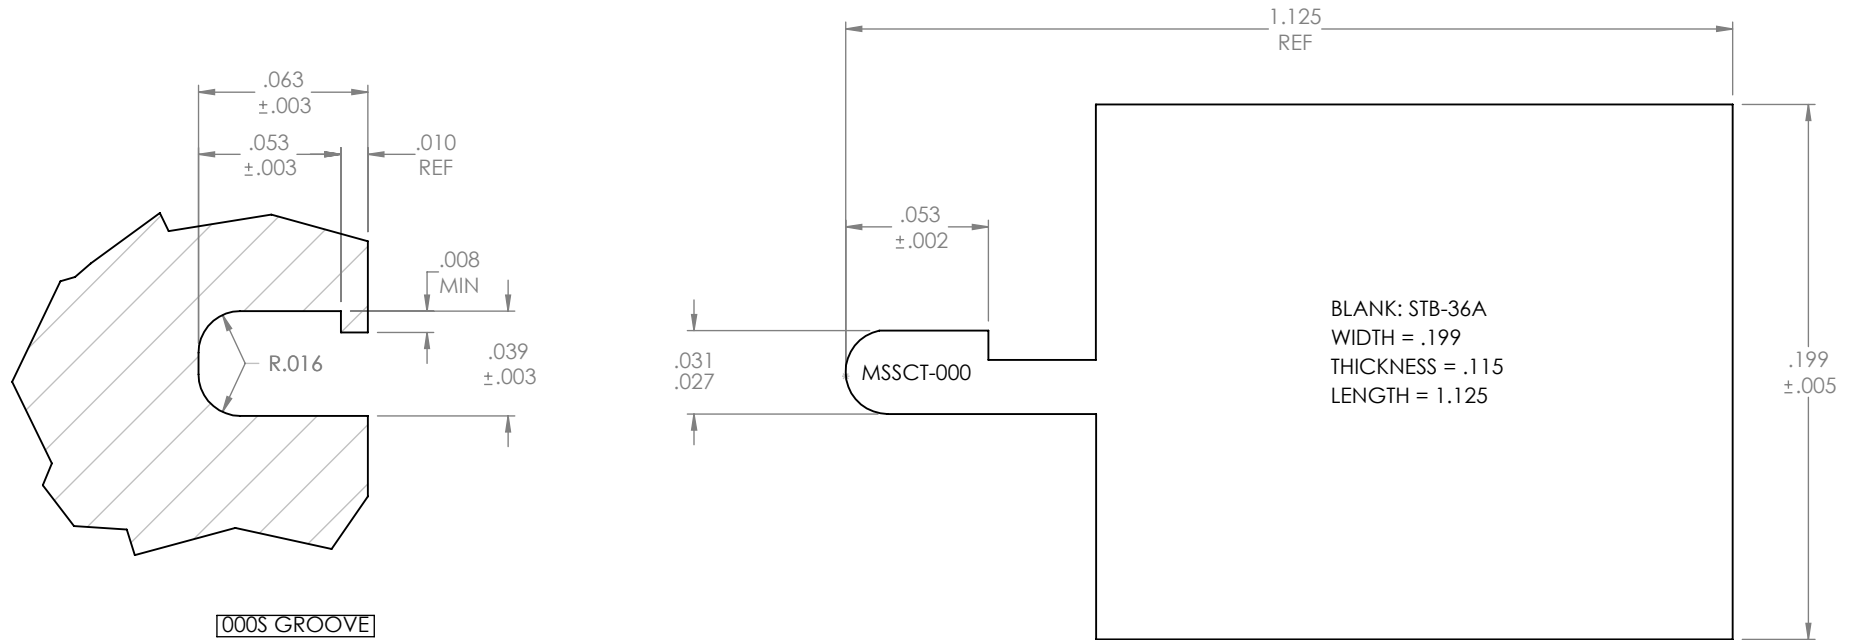 1.125
REF
.063
±.003
.053
±.003
.010
REF
.008
MIN
.039
±.003
R.016
000S GROOVE
.053
±.002
.031
.027
MSSCT-000
BLANK: STB-36A
WIDTH = .199
THICKNESS = .115
LENGTH = 1.125
.199
±.005